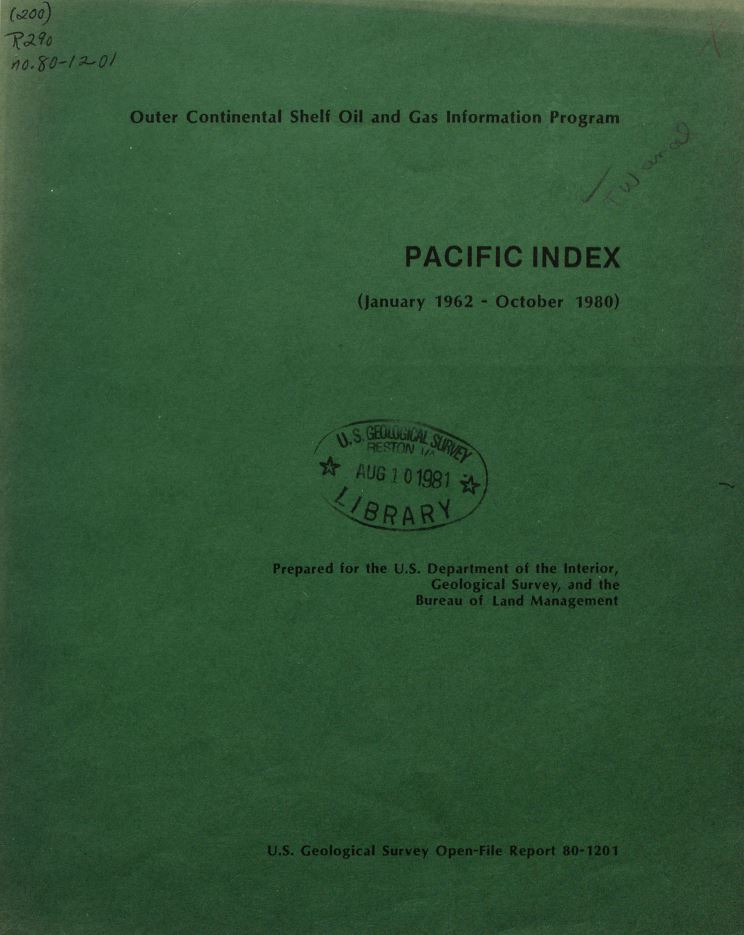 (200)
R290
no. 80-1201
Outer Continental Shelf Oil and Gas Information Program
PACIFIC INDEX
(January 1962 - October 1980)
U.S. GEOLOGICAL SURVEY
RESTON VA
AUG 10 1981
LIBRARY
Prepared for the U.S. Department of the Interior,
Geological Survey, and the
Bureau of Land Management
U.S. Geological Survey Open-File Report 80-1201